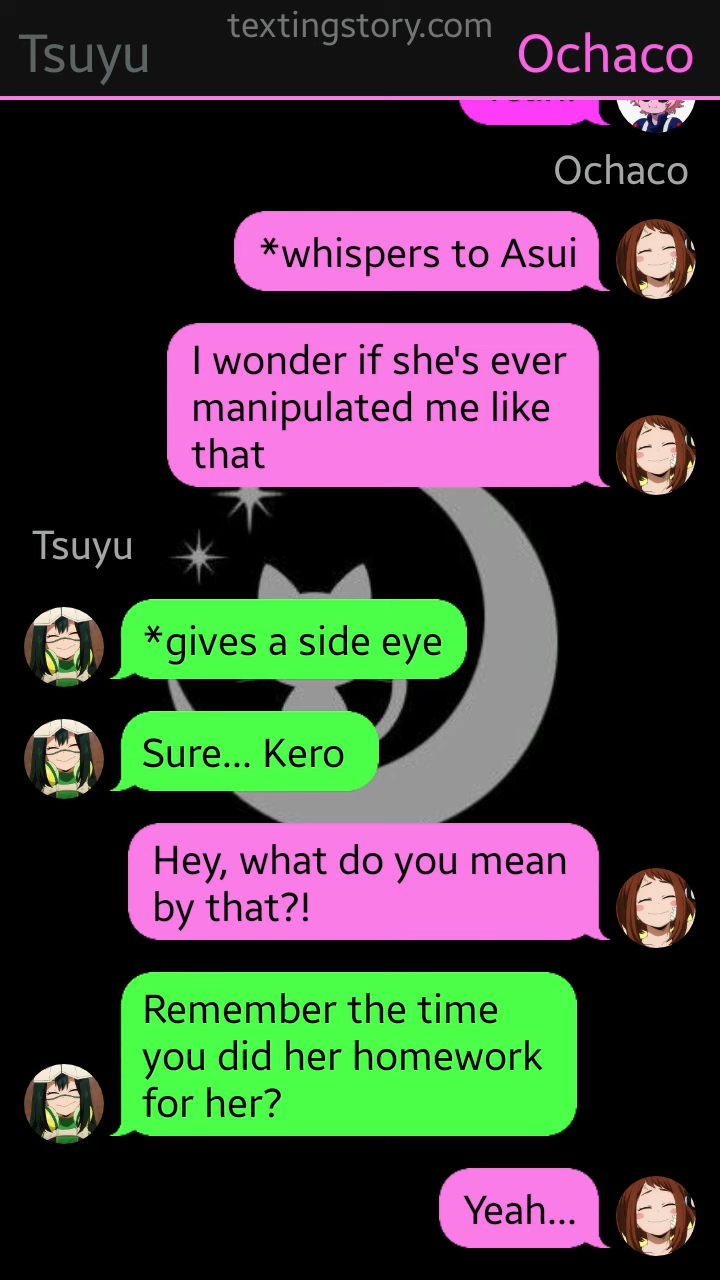 textingstory.com
Tsuyu
Ochaco
Ochaco
*whispers to Asui
I wonder if she's ever
manipulated me like
that
Tsuyu
*gives a side eye
Sure... Kero
Hey, what do you mean
by that?!
Remember the time
you did her homework
for her?
Yeah...